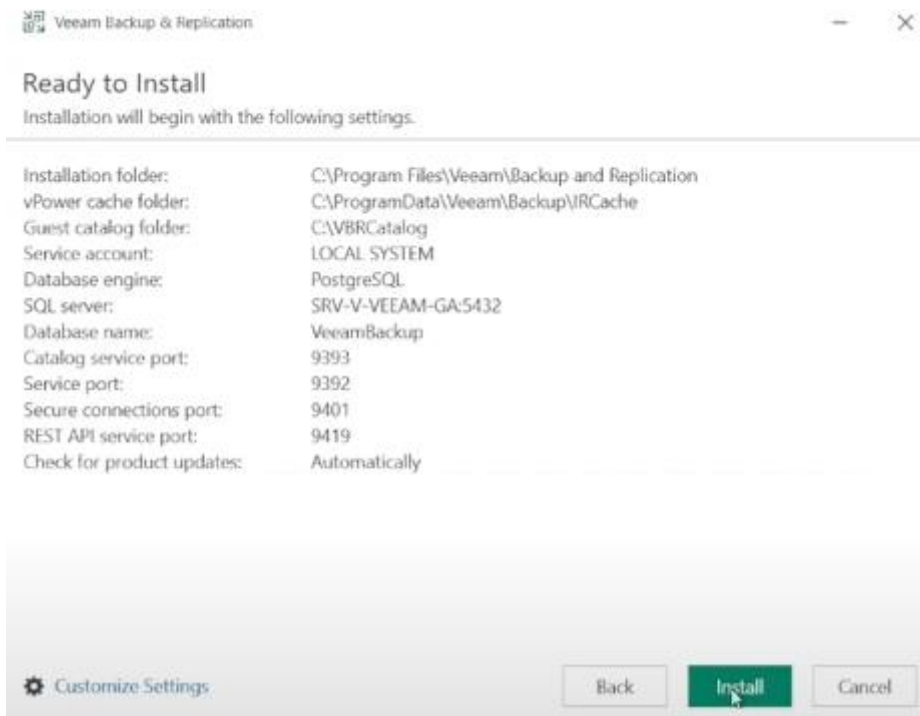 Veeam Backup & Replication
Ready to Install
Installation will begin with the following settings.
Installation folder: C:\Program Files\Veeam\Backup and Replication
vPower cache folder: C:\ProgramData\Veeam\Backup\IRCache
Guest catalog folder: C:\VBRCatalog
Service account: LOCAL SYSTEM
Database engine: PostgreSQL
SQL server: SRV-V-VEEAM-GA:5432
Database name: VeeamBackup
Catalog service port: 9393
Service port: 9392
Secure connections port: 9401
REST API service port: 9419
Check for product updates: Automatically
Customize Settings Back Install Cancel